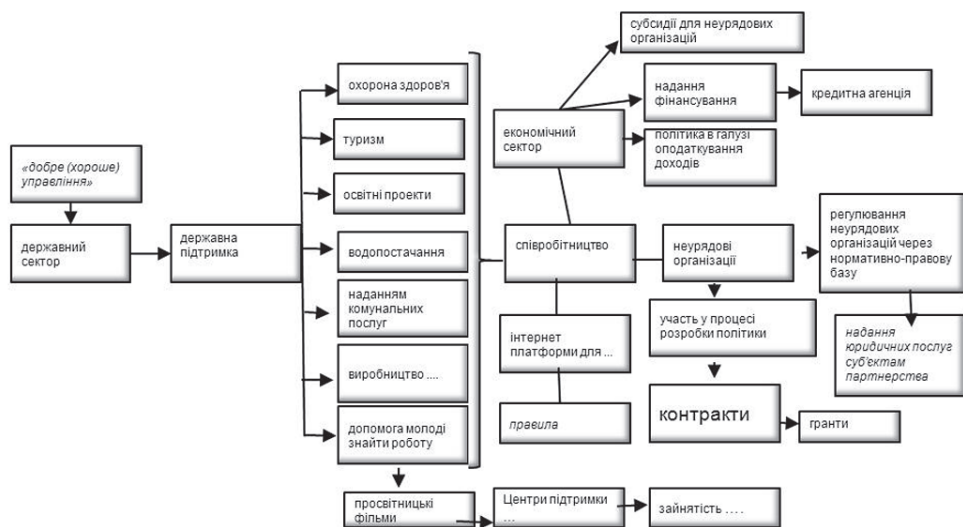 «добре (хороше)
управління»
державний
сектор
державна
підтримка
охорона здоров'я
туризм
освітні проекти
водопостачання
наданням
комунальних
послуг
виробництво ....
допомога молоді
знайти роботу
просвітницькі
фільми
Центри підтримки
...
зайнятість ... .
субсидії для неурядових
організацій
економічний
сектор
надання
фінансування
кредитна агенція
політика в галузі
оподаткування
доходів
співробітництво
неурядові
організації
регулювання
неурядових
організацій через
нормативно-правову
базу
надання
юридичних послуг
суб'єктам
партнерства
інтернет
платформи для ...
правила
участь у процесі
розробки політики
контракти
гранти